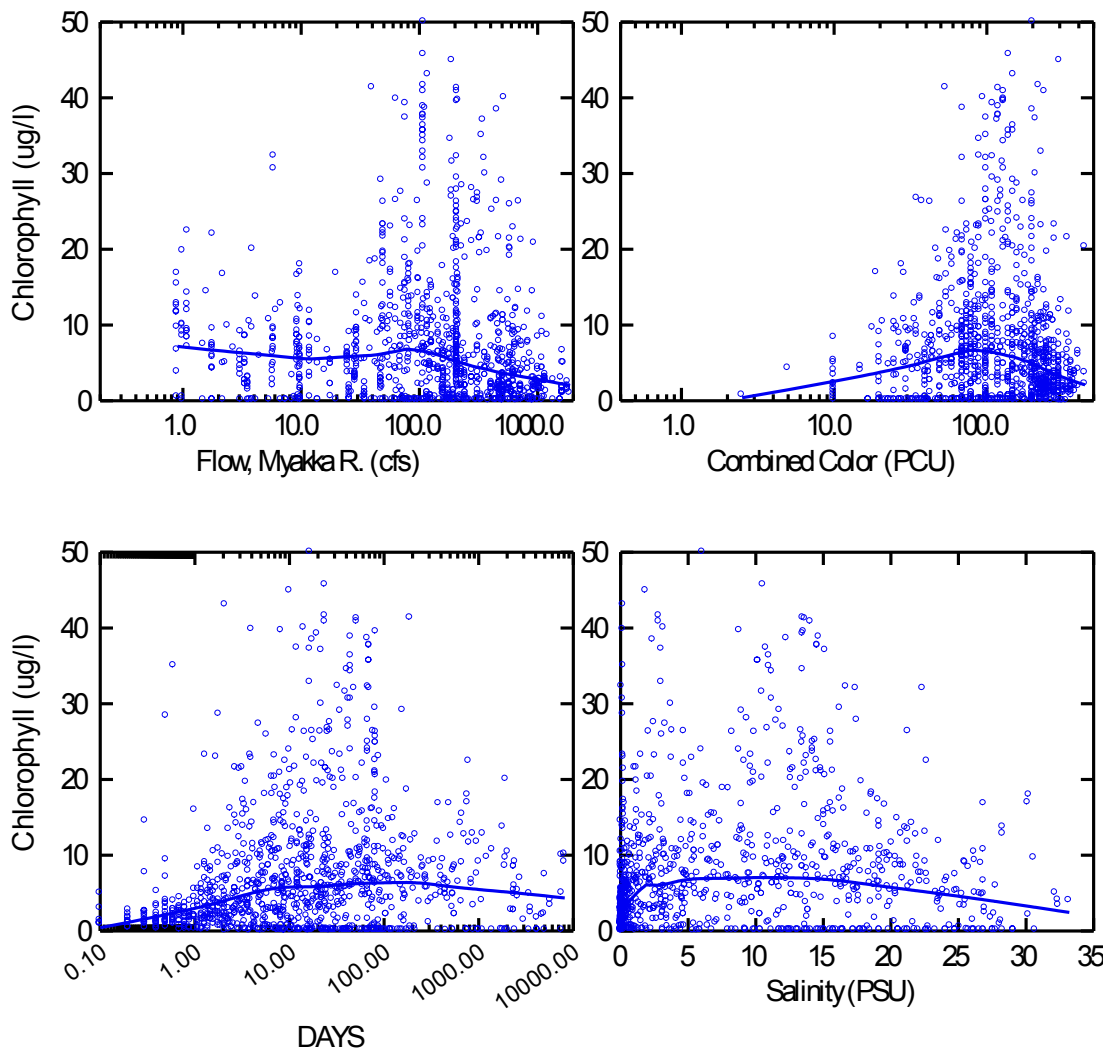 50
40
30
20
10
0
Chlorophyll (ug/l)
1.0 10.0 100.0 1000.0
Flow, Myakka R. (cfs)
50
40
30
20
10
0
1.0 10.0 100.0
Combined Color (PCU)
50
40
30
20
10
0
Chlorophyll (ug/l)
0.10 1.00 10.00 100.00 1000.00 10000.00
DAYS
50
40
30
20
10
0
0 5 10 15 20 25 30 35
Salinity (PSU)